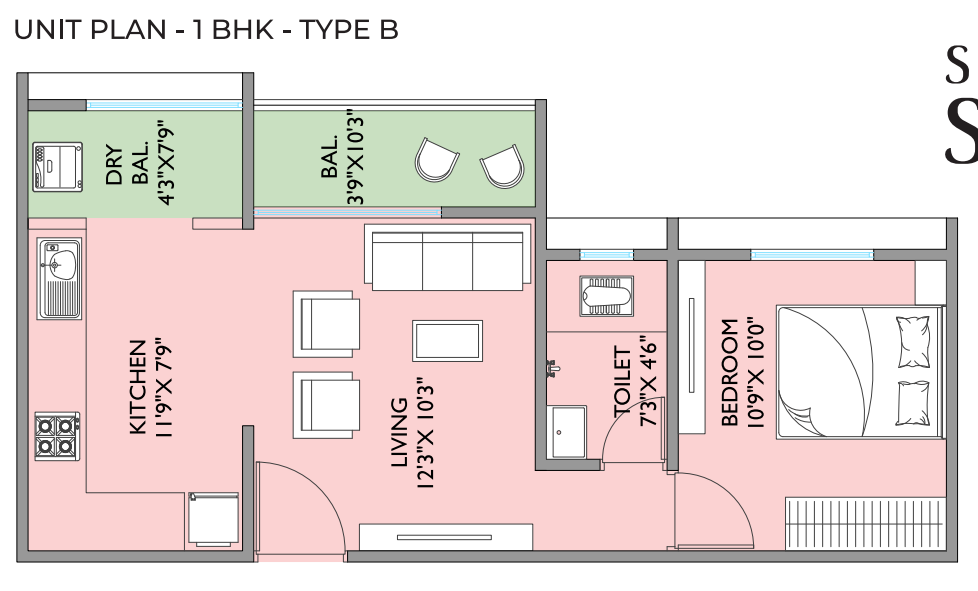 UNIT PLAN - 1 BHK - TYPE B
S
S
DRY
BAL.
4'3"X7'9"
BAL.
3'9"X10'3"
KITCHEN
11'9"X 7'9"
LIVING
12'3"X 10'3"
TOILET
7'3"X 4'6"
BEDROOM
10'9"X 10'0"